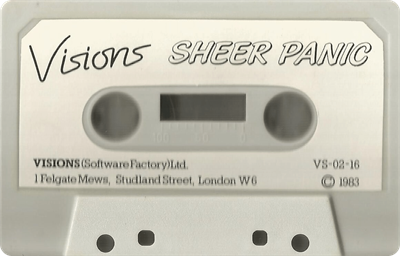 Visions SHEER PANIC
VISIONS (Software Factory) Ltd. VS-02-16
1 Felgate Mews, Studland Street, London W6 © 1983